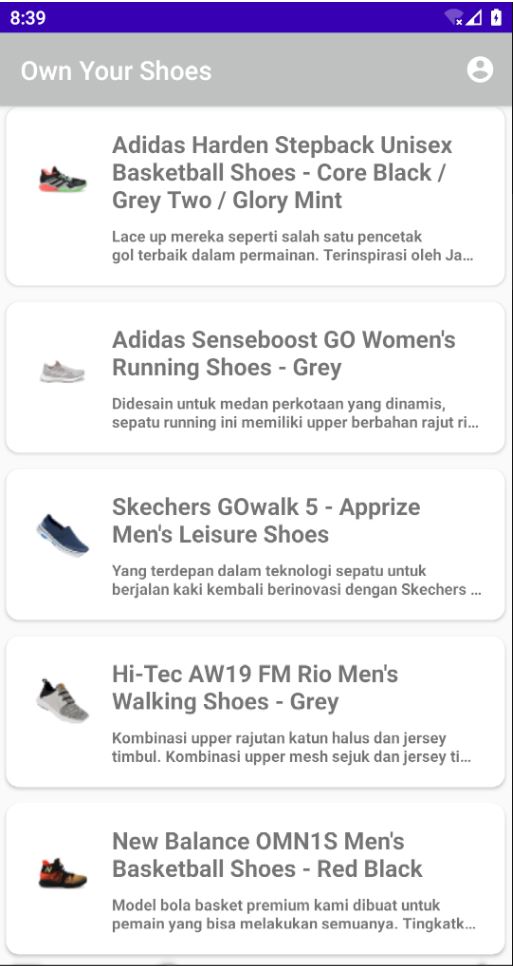 8:39
Own Your Shoes
Adidas Harden Stepback Unisex
Basketball Shoes - Core Black /
Grey Two / Glory Mint
Lace up mereka seperti salah satu pencetak
gol terbaik dalam permainan. Terinspirasi oleh Ja...
Adidas Senseboost GO Women's
Running Shoes - Grey
Didesain untuk medan perkotaan yang dinamis,
sepatu running ini memiliki upper berbahan rajut ri...
Skechers GOwalk 5 - Apprize
Men's Leisure Shoes
Yang terdepan dalam teknologi sepatu untuk
berjalan kaki kembali berinovasi dengan Skechers ...
Hi-Tec AW19 FM Rio Men's
Walking Shoes - Grey
Kombinasi upper rajutan katun halus dan jersey
timbul. Kombinasi upper mesh sejuk dan jersey ti...
New Balance OMN1S Men's
Basketball Shoes - Red Black
Model bola basket premium kami dibuat untuk
pemain yang bisa melakukan semuanya. Tingkatk...